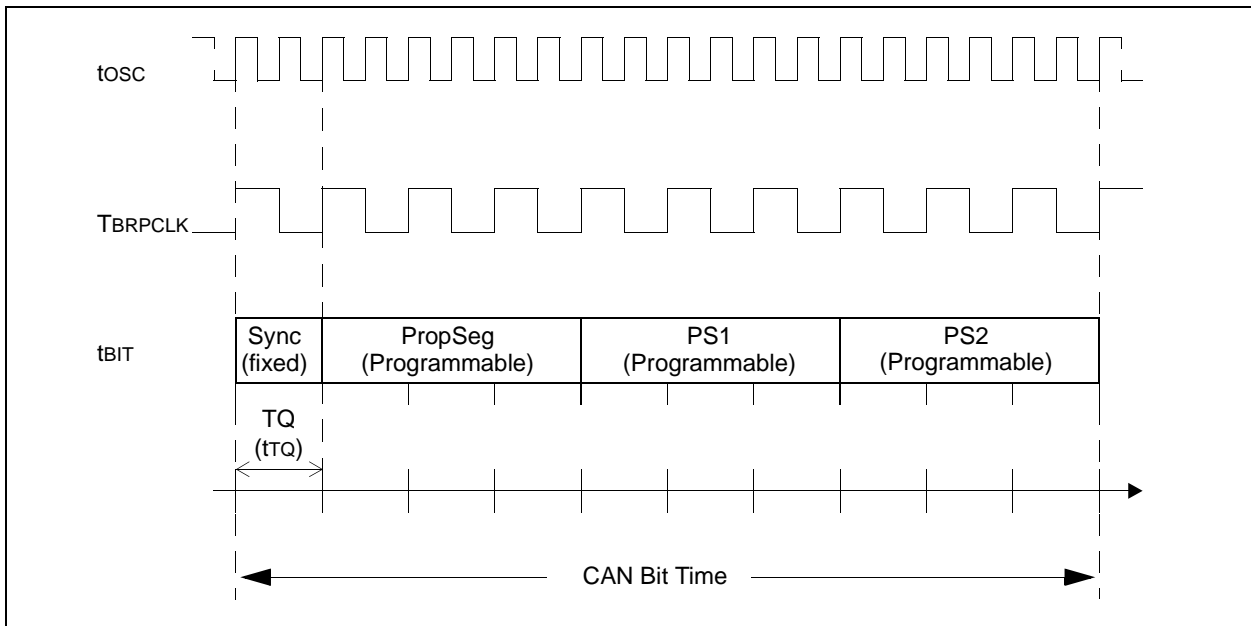 tOSC
TBRPCLK
tBIT
Sync
(fixed)
PropSeg
(Programmable)
PS1
(Programmable)
PS2
(Programmable)
TQ
(tTQ)
CAN Bit Time